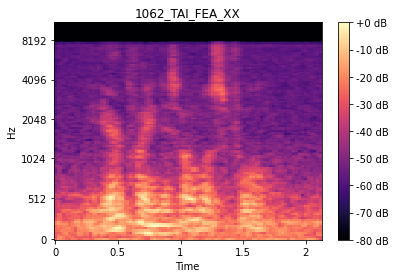 1062_TAI_FEA_XX
+0 dB
8192
-10 dB
4096
-20 dB
-30 dB
2048
Hz
-40 dB
1024
-50 dB
512
-60 dB
-70 dB
0
-80 dB
0 0.5 1 1.5 2
Time